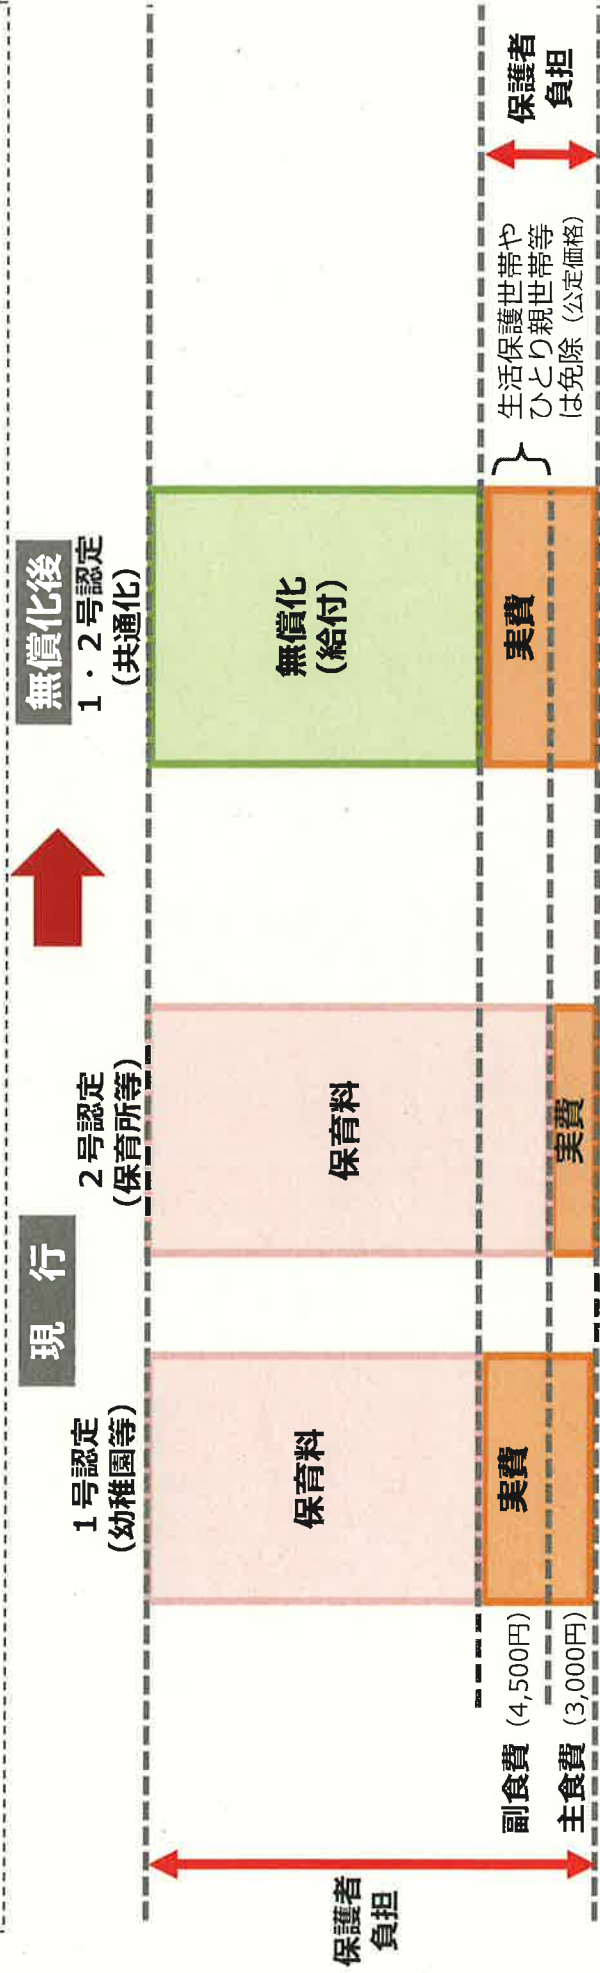 現　行
無償化後
1号認定
（幼稚園等）
2号認定
（保育所等）
1・2号認定
（共通化）
保護者
負担
保育料
実費
保育料
実費
無償化
（給付）
実費
副食費（4,500円）
主食費（3,000円）
生活保護世帯や
ひとり親世帯等
は免除（公定価格）
保護者
負担